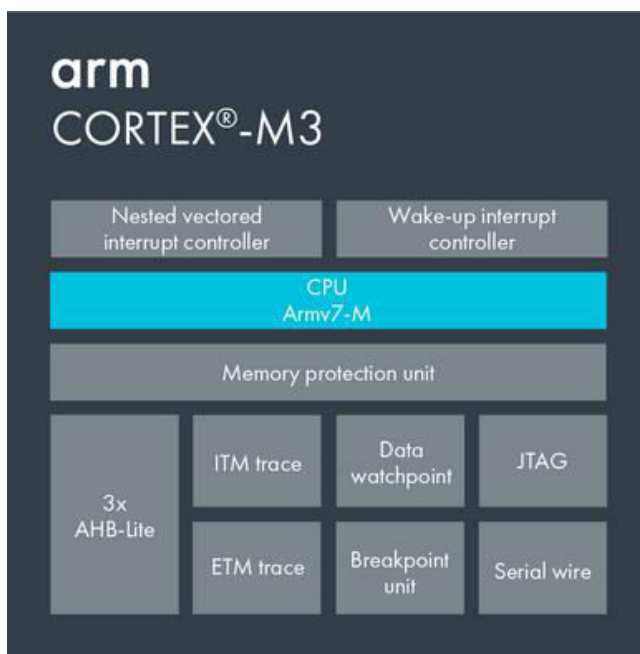 arm
CORTEX®-M3
Nested vectored
interrupt controller
Wake-up interrupt
controller
CPU
Armv7-M
Memory protection unit
3x
AHB-Lite
ITM trace
Data
watchpoint
JTAG
ETM trace
Breakpoint
unit
Serial wire